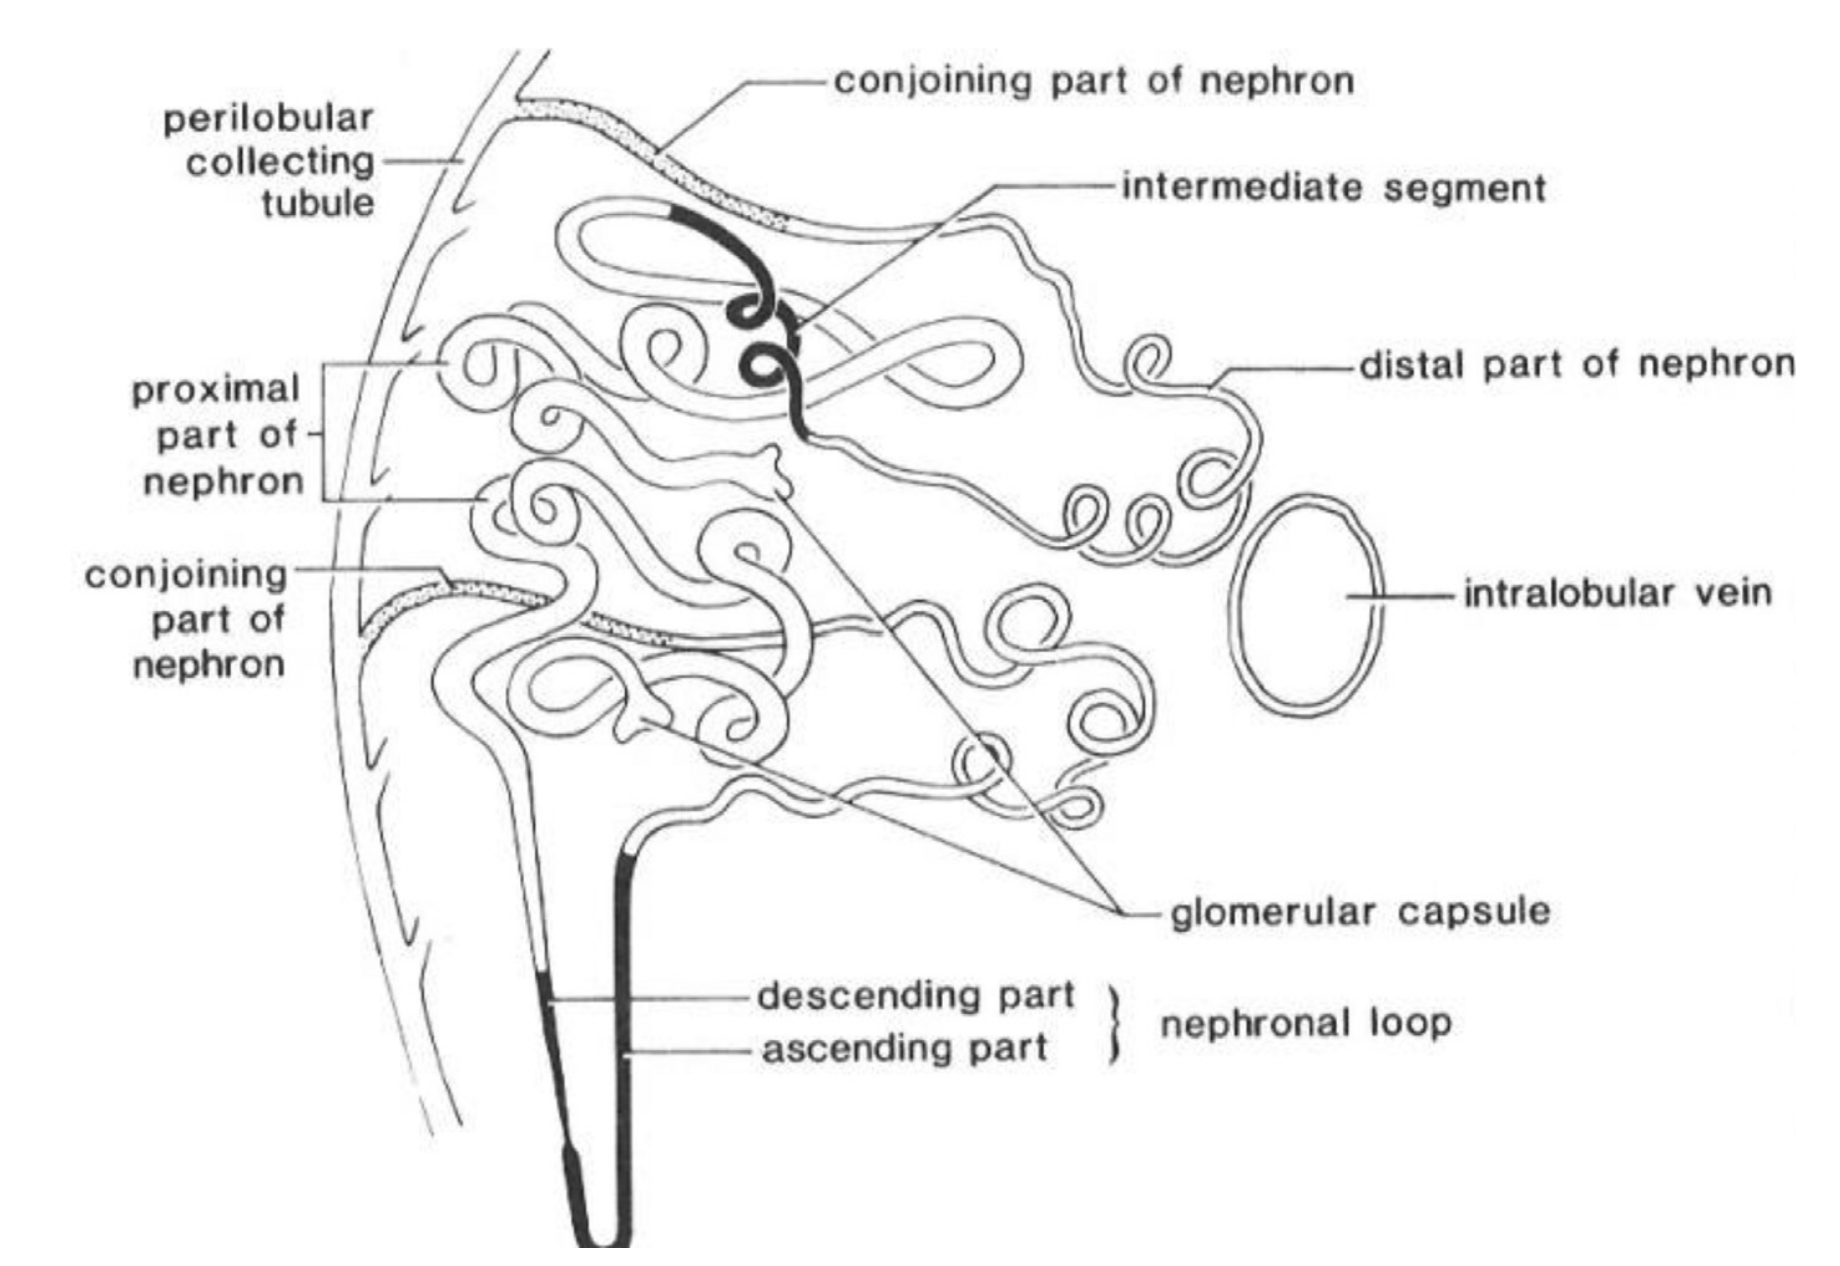 conjoining part of nephron
perilobular
collecting
tubule
intermediate segment
distal part of nephron
proximal
part of
nephron
conjoining
part of
nephron
intralobular vein
glomerular capsule
descending part
ascending part
nephronal loop